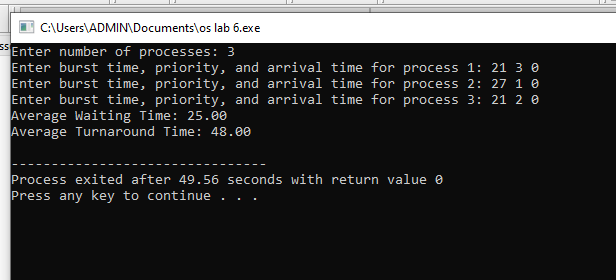 C:\Users\ADMIN\Documents\os lab 6.exe
Enter number of processes: 3
Enter burst time, priority, and arrival time for process 1: 21 3 0
Enter burst time, priority, and arrival time for process 2: 27 1 0
Enter burst time, priority, and arrival time for process 3: 21 2 0
Average Waiting Time: 25.00
Average Turnaround Time: 48.00
--------------------------------
Process exited after 49.56 seconds with return value 0
Press any key to continue . . .